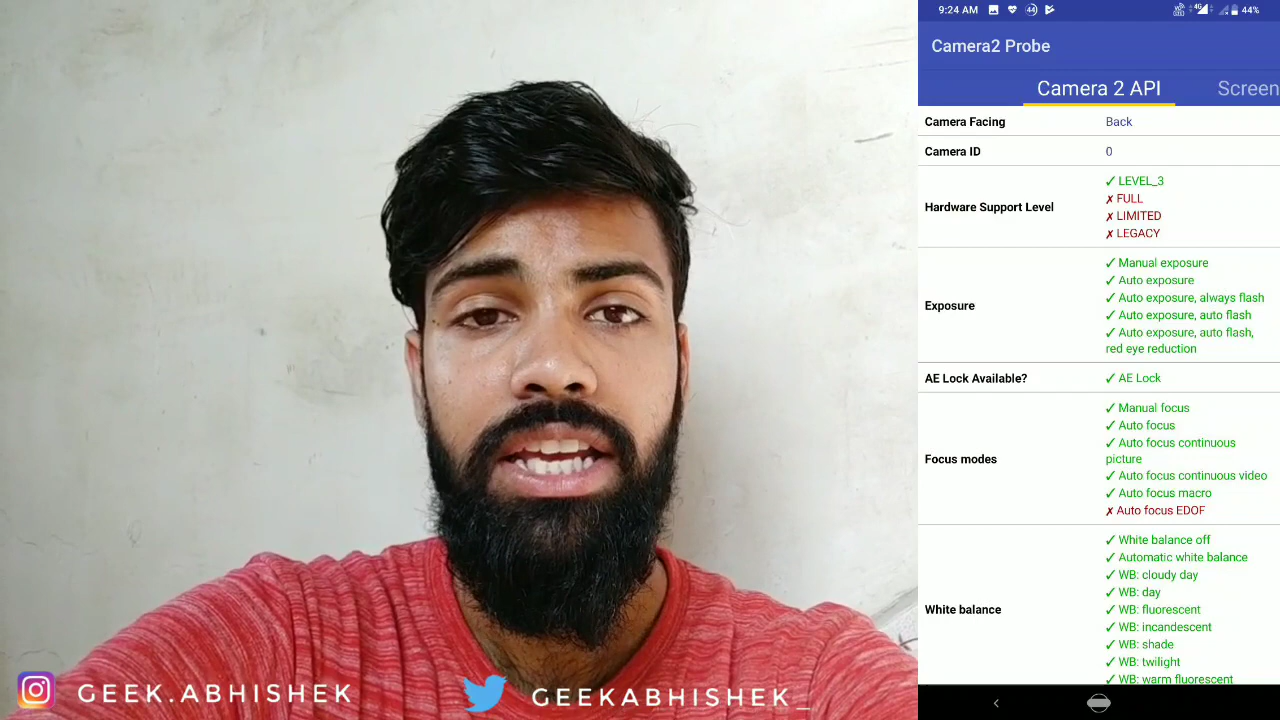 9:24 AM 44 4G 44%
Camera2 Probe
Camera 2 API Screen
Camera Facing Back
Camera ID 0
Hardware Support Level
✓ LEVEL_3
✗ FULL
✗ LIMITED
✗ LEGACY
Exposure
✓ Manual exposure
✓ Auto exposure
✓ Auto exposure, always flash
✓ Auto exposure, auto flash
✓ Auto exposure, auto flash,
red eye reduction
AE Lock Available? ✓ AE Lock
Focus modes
✓ Manual focus
✓ Auto focus
✓ Auto focus continuous
picture
✓ Auto focus continuous video
✓ Auto focus macro
✗ Auto focus EDOF
White balance
✓ White balance off
✓ Automatic white balance
✓ WB: cloudy day
✓ WB: day
✓ WB: fluorescent
✓ WB: incandescent
✓ WB: shade
✓ WB: twilight
✓ WB: warm fluorescent
GEEK.ABHISHEK
GEEKABHISHEK_